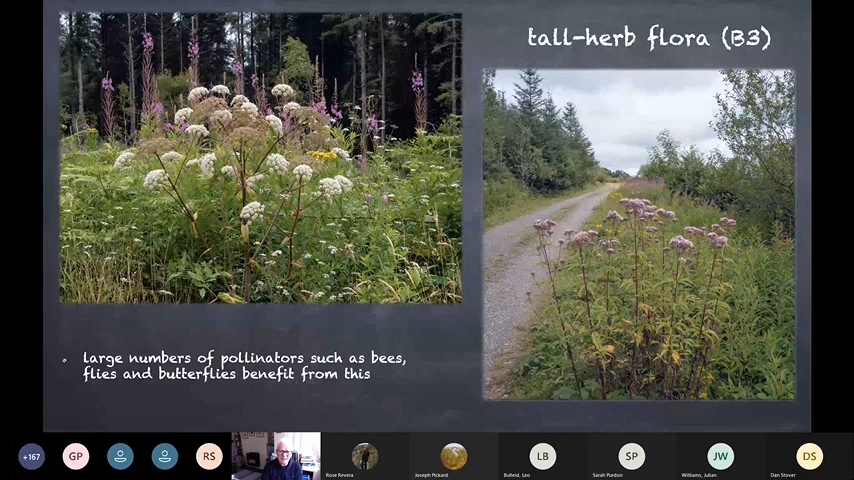 tall-herb flora (B3)
large numbers of pollinators such as bees,
flies and butterflies benefit from this
+167
GP
RS
Rose Revera
Joseph Pickard
LB
Bulleid, Leo
SP
Sarah Purdon
JW
Williams, Julian
DS
Dan Stover